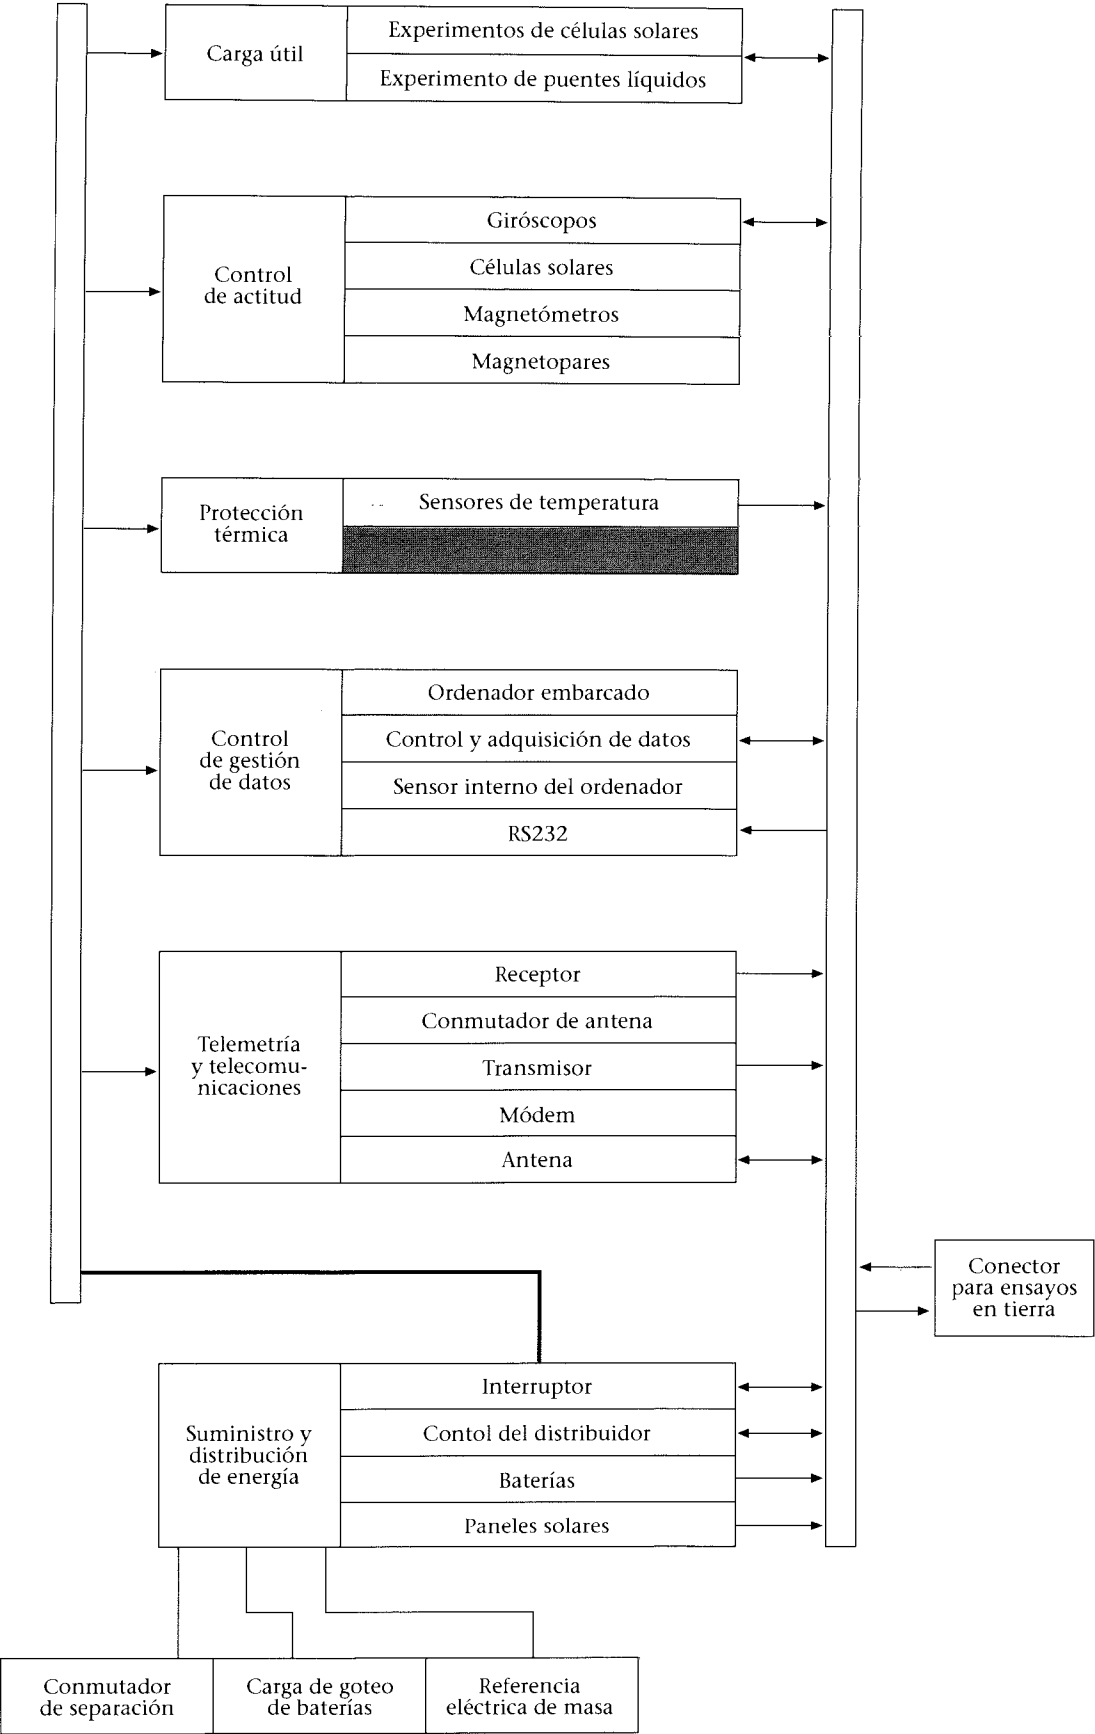 Carga útil
Experimentos de células solares
Experimento de puentes líquidos
Control
de actitud
Giróscopos
Células solares
Magnetómetros
Magnetopares
Protección
térmica
Sensores de temperatura
Control
de gestión
de datos
Ordenador embarcado
Control y adquisición de datos
Sensor interno del ordenador
RS232
Telemetría
y telecomu-
nicaciones
Receptor
Conmutador de antena
Transmisor
Módem
Antena
Conector
para ensayos
en tierra
Suministro y
distribución
de energía
Interruptor
Contol del distribuidor
Baterías
Paneles solares
Conmutador
de separación
Carga de goteo
de baterías
Referencia
eléctrica de masa